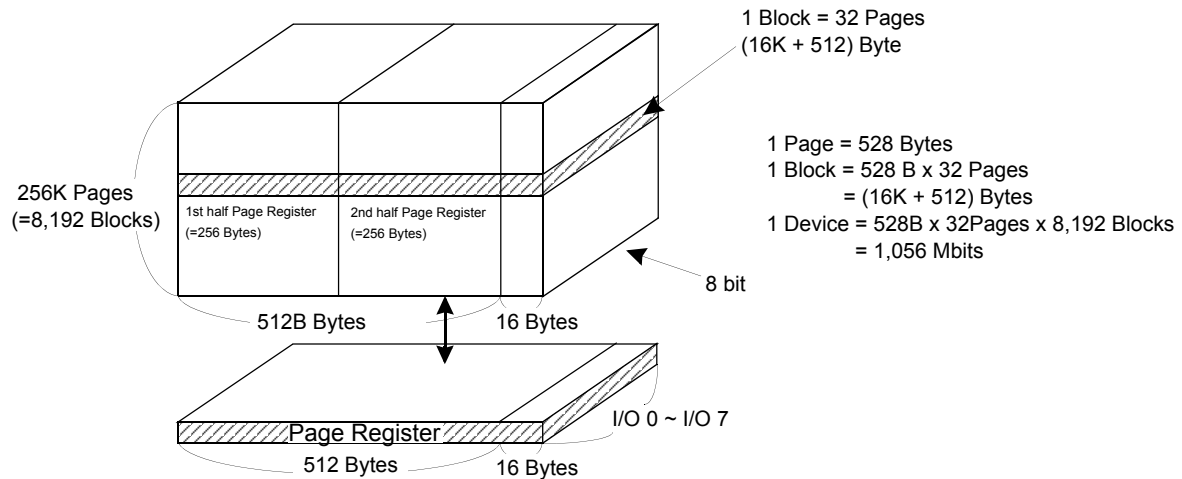 1 Block = 32 Pages
(16K + 512) Byte
256K Pages
(=8,192 Blocks)
1st half Page Register
(=256 Bytes)
2nd half Page Register
(=256 Bytes)
1 Page = 528 Bytes
1 Block = 528 B x 32 Pages
= (16K + 512) Bytes
1 Device = 528B x 32Pages x 8,192 Blocks
= 1,056 Mbits
8 bit
512B Bytes
16 Bytes
I/O 0 ~ I/O 7
Page Register
512 Bytes
16 Bytes